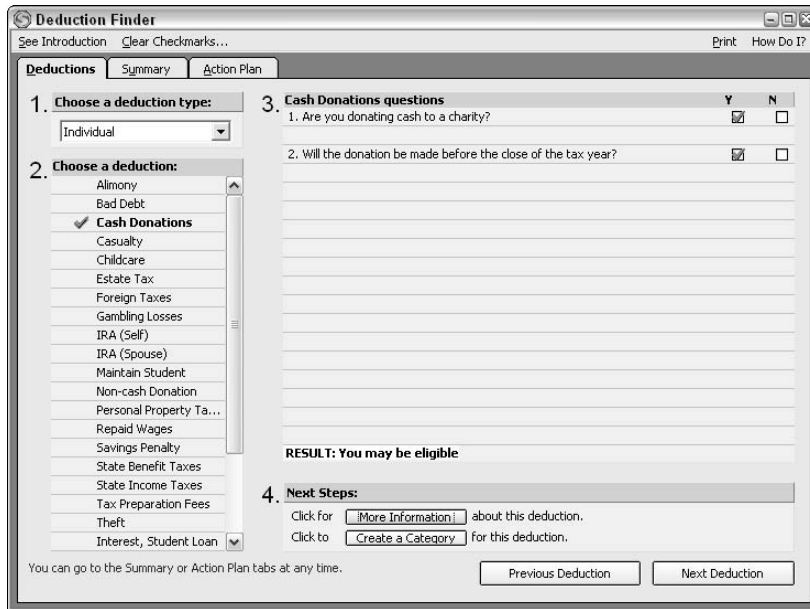 Deduction Finder
See Introduction Clear Checkmarks... Print How Do I?
Deductions Summary Action Plan
1. Choose a deduction type:
Individual
2. Choose a deduction:
Alimony
Bad Debt
Cash Donations
Casualty
Childcare
Estate Tax
Foreign Taxes
Gambling Losses
IRA (Self)
IRA (Spouse)
Maintain Student
Non-cash Donation
Personal Property Ta...
Repaid Wages
Savings Penalty
State Benefit Taxes
State Income Taxes
Tax Preparation Fees
Theft
Interest, Student Loan
3. Cash Donations questions Y N
1. Are you donating cash to a charity?
2. Will the donation be made before the close of the tax year?
RESULT: You may be eligible
4. Next Steps:
Click for More Information about this deduction.
Click to Create a Category for this deduction.
You can go to the Summary or Action Plan tabs at any time.
Previous Deduction Next Deduction